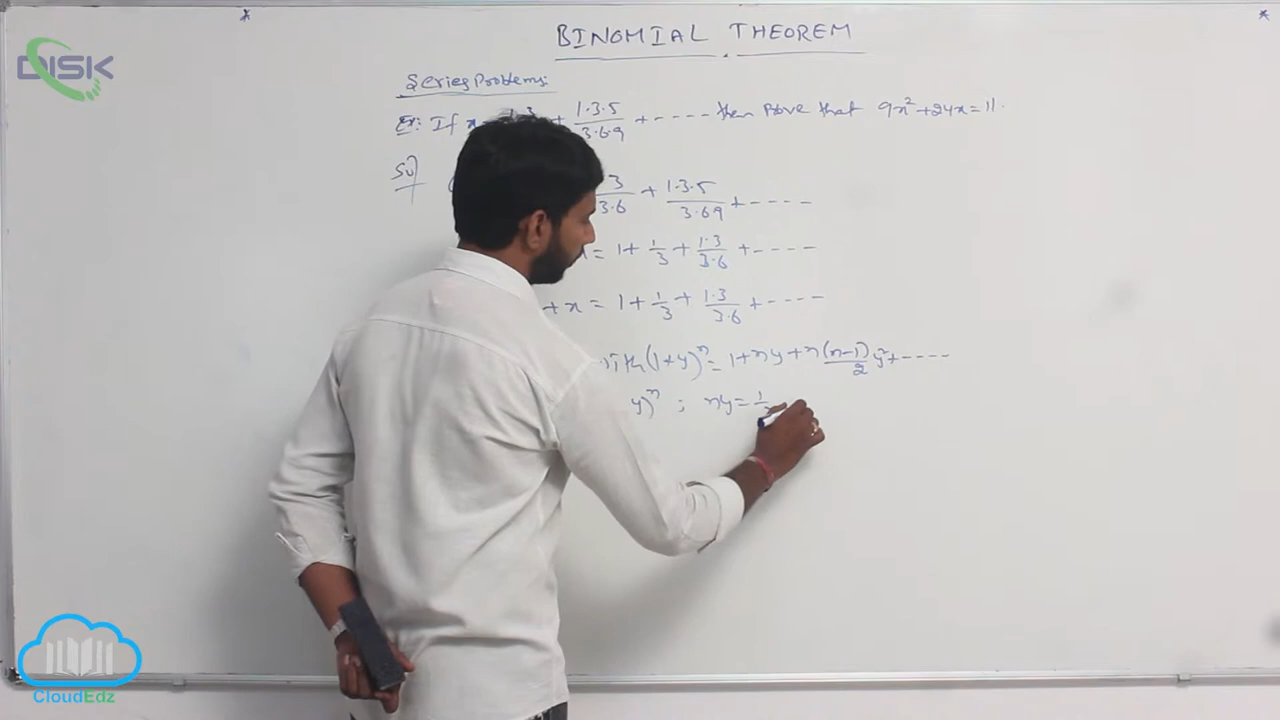 DISK
BINOMIAL THEOREM
Series Problems:
Ex: If x 1·3 + 1·3·5/3·6·9 + ---- then Prove that 9x² + 24x = 11.
Sol 3/3·6 + 1·3·5/3·6·9 + ----
= 1 + 1/3 + 1·3/3·6 + ----
+ x = 1 + 1/3 + 1·3/3·6 + ----
(1+y)ⁿ = 1 + ny + n(n-1)/2 y² + ----
y)ⁿ ; ny = 1
CloudEdz